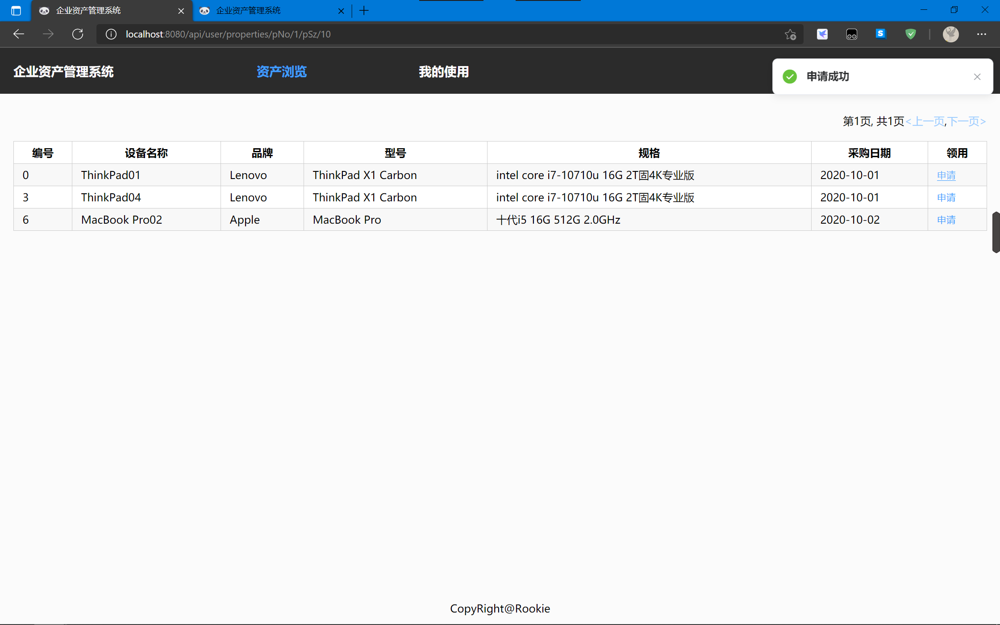 企业资产管理系统 企业资产管理系统
localhost:8080/api/user/properties/pNo/1/pSz/10
企业资产管理系统 资产浏览 我的使用 申请成功
第1页, 共1页<上一页,下一页>
编号 设备名称 品牌 型号 规格 采购日期 领用
0 ThinkPad01 Lenovo ThinkPad X1 Carbon intel core i7-10710u 16G 2T固4K专业版 2020-10-01 申请
3 ThinkPad04 Lenovo ThinkPad X1 Carbon intel core i7-10710u 16G 2T固4K专业版 2020-10-01 申请
6 MacBook Pro02 Apple MacBook Pro 十代i5 16G 512G 2.0GHz 2020-10-02 申请
CopyRight@Rookie